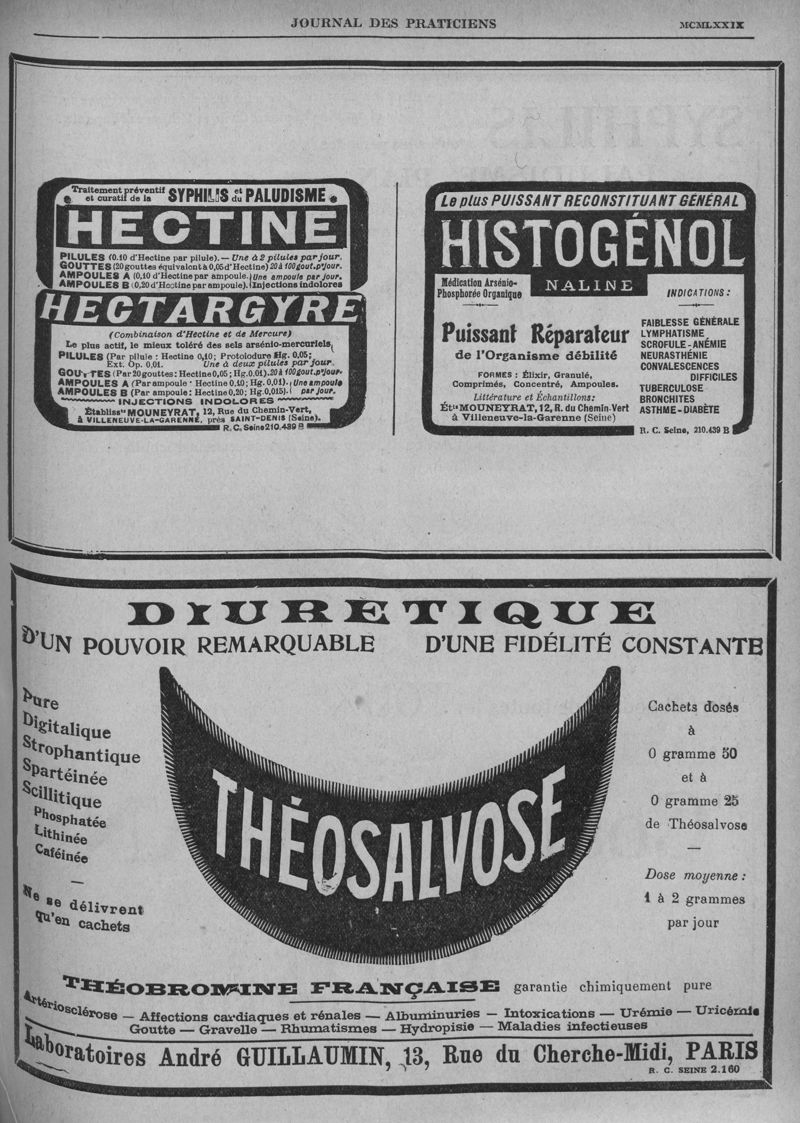 JOURNAL DES PRATICIENS
MCMLXXIX
Traitement préventif et curatif de la SYPHILIS et du PALUDISME
HECTINE
PILULES (0.10 d'Hectine par pilule). — Une à 2 pilules par jour.
GOUTTES (20 gouttes équivalent à 0,05 d'Hectine) 20 à 100 gout. p' jour.
AMPOULES A (0,10 d'Hectine par ampoule.) Une ampoule par jour.
AMPOULES B (0,20 d'Hectine par ampoule). Injections indolores
HECTARGYRE
(Combinaison d'Hectine et de Mercure)
Le plus actif, le mieux toléré des sels arsénio-mercuriels.
PILULES (Par pilule : Hectine 0,10; Protoiodure Hg. 0,05;
Ext. Op. 0,01. Une à deux pilules par jour.
GOUTTES (Par 20 gouttes: Hectine 0,05; Hg. 0,01). 20 à 100 gout. p' jour.
AMPOULES A (Par ampoule : Hectine 0,10; Hg. 0,01). Une ampoule
AMPOULES B (Par ampoule: Hectine 0,20; Hg. 0,015). par jour.
INJECTIONS INDOLORES
Établiss.ts MOUNEYRAT, 12, Rue du Chemin-Vert,
à VILLENEUVE-LA-GARENNE, près SAINT-DENIS (Seine).
R. C. Seine 210.439 B
Le plus PUISSANT RECONSTITUANT GÉNÉRAL
HISTOGÉNOL
NALINE
Médication Arsénio-
Phosphorée Organique
Puissant Réparateur
de l'Organisme débilité
FORMES : Élixir, Granulé,
Comprimés, Concentré, Ampoules.
Littérature et Échantillons:
Ét.ts MOUNEYRAT, 12, R. du Chemin-Vert
à Villeneuve-la-Garenne (Seine)
INDICATIONS :
FAIBLESSE GÉNÉRALE
LYMPHATISME
SCROFULE - ANÉMIE
NEURASTHÉNIE
CONVALESCENCES
DIFFICILES
TUBERCULOSE
BRONCHITES
ASTHME - DIABÈTE
R. C. Seine, 210.439 B
DIURÉTIQUE
D'UN POUVOIR REMARQUABLE D'UNE FIDÉLITÉ CONSTANTE
Pure
Digitalique
Strophantique
Spartéinée
Scillitique
Phosphatée
Lithinée
Caféinée
—
Ne se délivrent
qu'en cachets
THÉOSALVOSE
Cachets dosés
à
0 gramme 50
et à
0 gramme 25
de Théosalvose
—
Dose moyenne :
1 à 2 grammes
par jour
THÉOBROMINE FRANÇAISE garantie chimiquement pure
Artériosclérose — Affections cardiaques et rénales — Albuminuries — Intoxications — Urémie — Uricémie
Goutte — Gravelle — Rhumatismes — Hydropisie — Maladies infectieuses
Laboratoires André GUILLAUMIN, 13, Rue du Cherche-Midi, PARIS
R. C. SEINE 2.160